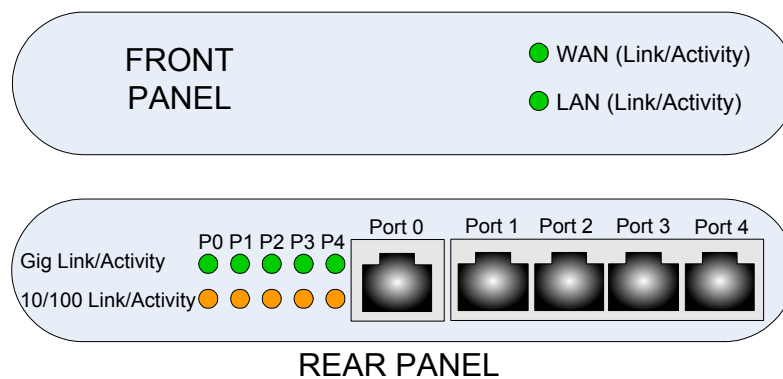 FRONT
PANEL
WAN (Link/Activity)
LAN (Link/Activity)
P0 P1 P2 P3 P4
Port 0
Port 1 Port 2 Port 3 Port 4
Gig Link/Activity
10/100 Link/Activity
REAR PANEL